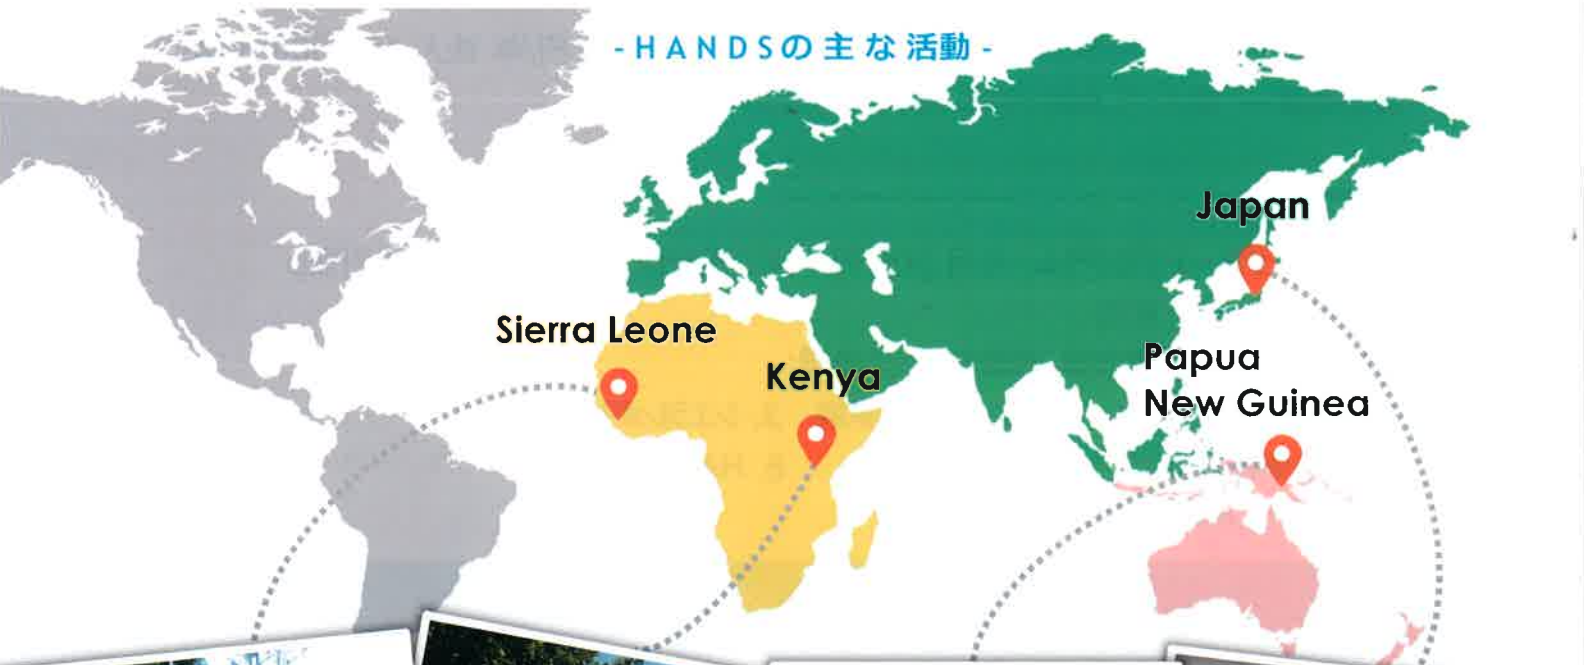 - HANDSの主な活動 -
Japan
Sierra Leone
Papua
New Guinea
Kenya